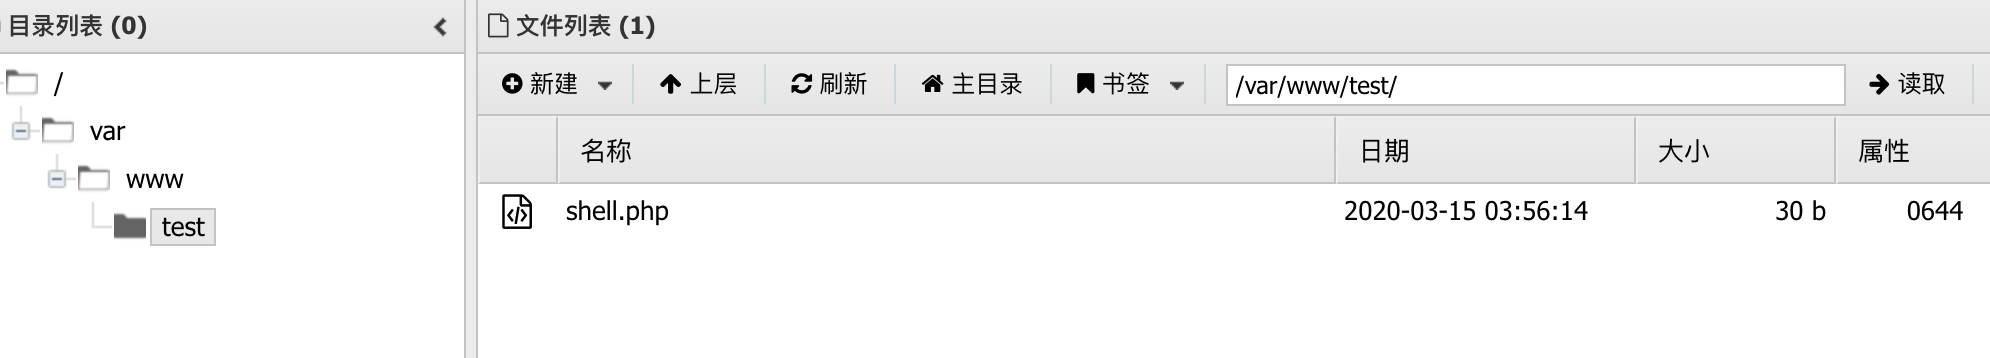 目录列表 (0)
/
var
www
test
文件列表 (1)
新建 上层 刷新 主目录 书签 /var/www/test/ 读取
名称 日期 大小 属性
shell.php 2020-03-15 03:56:14 30 b 0644